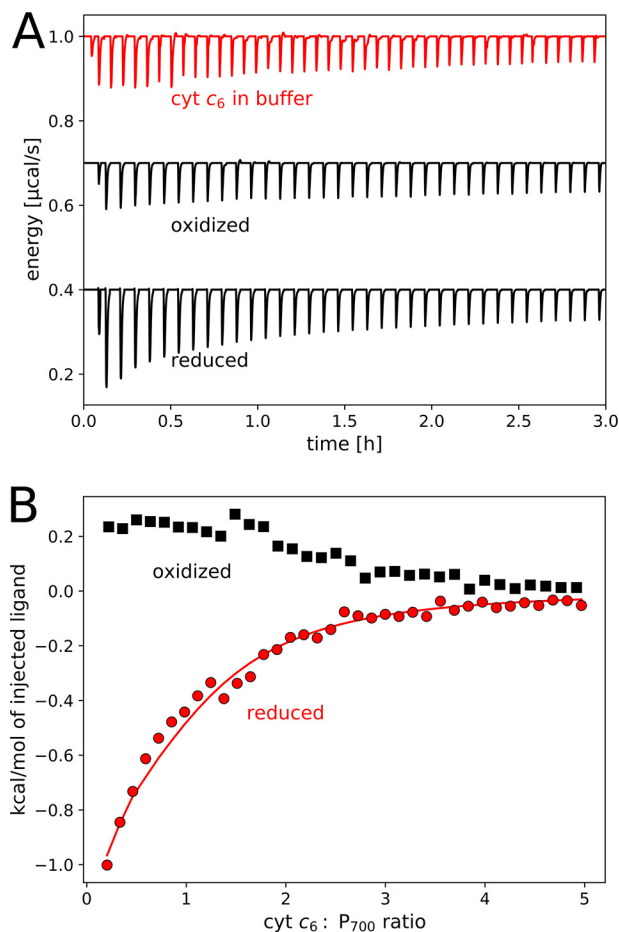 A
energy [μcal/s]
1.0
0.8
0.6
0.4
0.2
cyt c₆ in buffer
oxidized
reduced
0.0 0.5 1.0 1.5 2.0 2.5 3.0
time [h]
B
kcal/mol of injected ligand
0.2
0.0
−0.2
−0.4
−0.6
−0.8
−1.0
oxidized
reduced
0 1 2 3 4 5
cyt c₆ : P₇₀₀ ratio